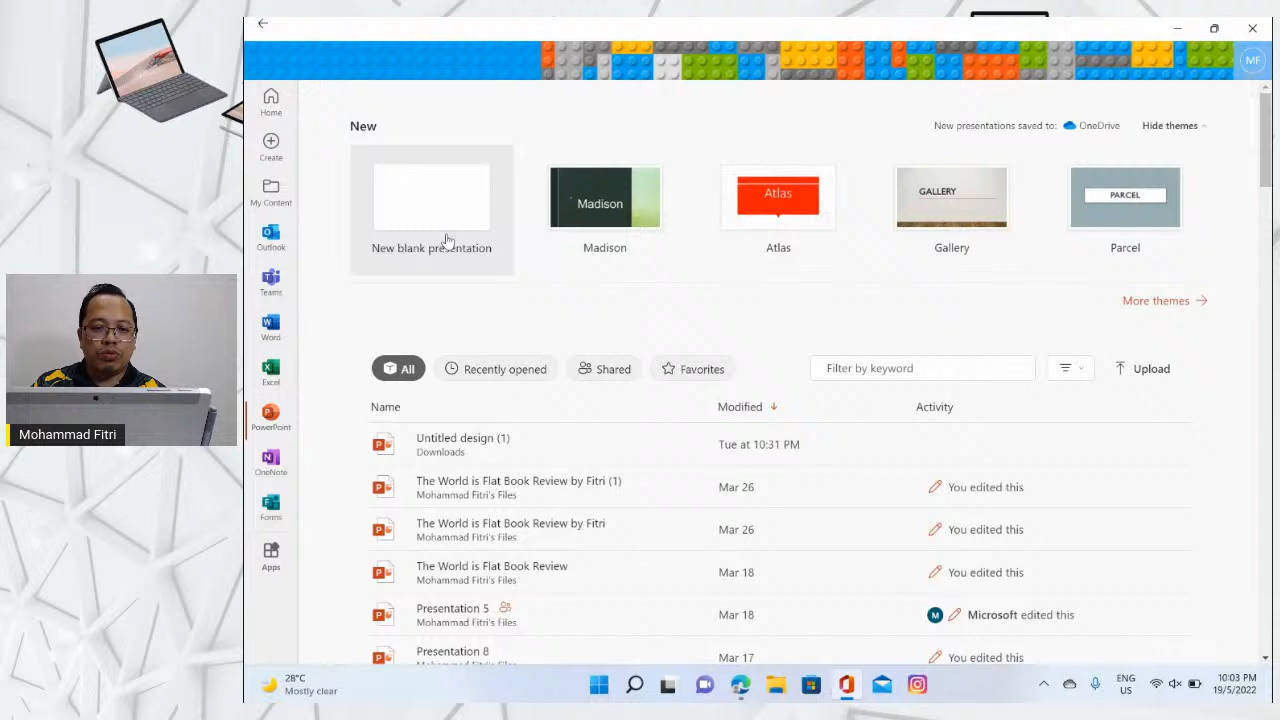 MF
Home
Create
My Content
Outlook
Teams
Word
Excel
PowerPoint
OneNote
Forms
Apps
New
New presentations saved to: OneDrive
Hide themes
New blank presentation
Madison
Madison
Atlas
Atlas
GALLERY
Gallery
PARCEL
Parcel
More themes
All
Recently opened
Shared
Favorites
Filter by keyword
Upload
Name
Modified
Activity
Untitled design (1)
Downloads
Tue at 10:31 PM
The World is Flat Book Review by Fitri (1)
Mohammad Fitri's Files
Mar 26
You edited this
The World is Flat Book Review by Fitri
Mohammad Fitri's Files
Mar 26
You edited this
The World is Flat Book Review
Mohammad Fitri's Files
Mar 18
You edited this
Presentation 5
Mohammad Fitri's Files
Mar 18
M
Microsoft edited this
Presentation 8
Mohammad Fitri's Files
Mar 17
You edited this
Mohammad Fitri
28°C
Mostly clear
ENG
US
10:03 PM
19/5/2022